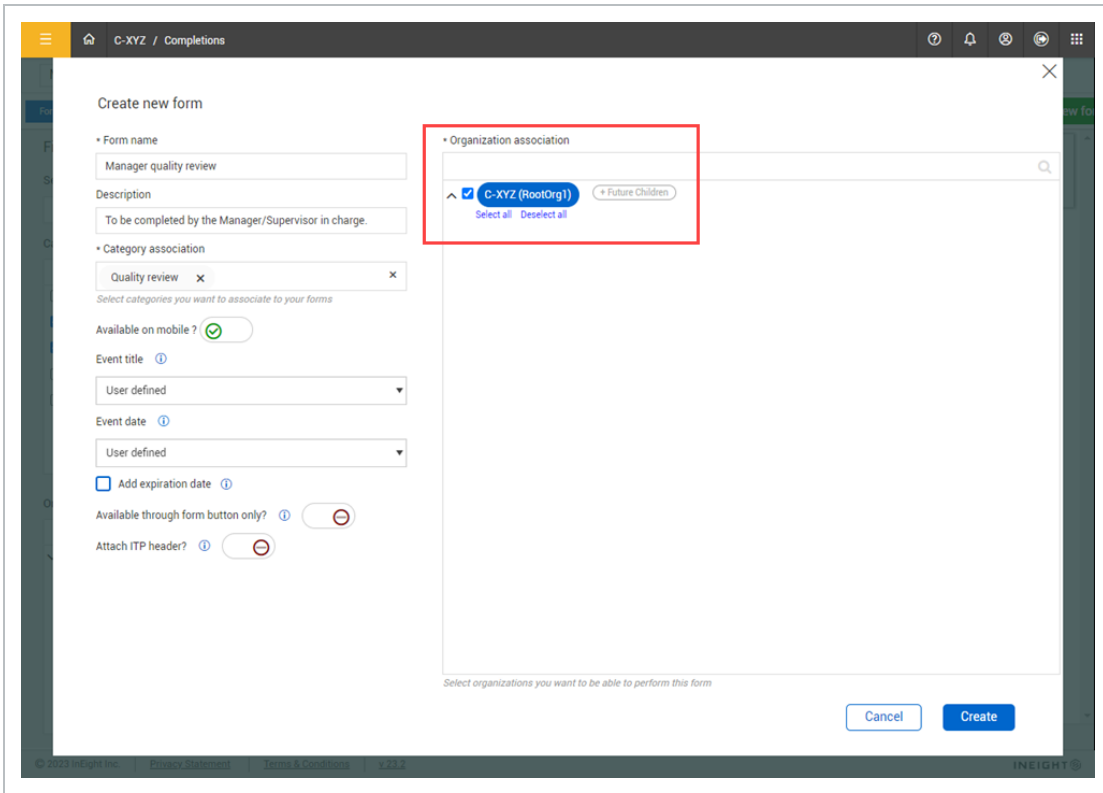 C-XYZ / Completions
Create new form
* Form name
Manager quality review
Description
To be completed by the Manager/Supervisor in charge.
* Category association
Quality review
Select categories you want to associate to your forms
Available on mobile ?
Event title
User defined
Event date
User defined
Add expiration date
Available through form button only?
Attach ITP header?
* Organization association
C-XYZ (RootOrg1) + Future Children
Select all Deselect all
Select organizations you want to be able to perform this form
Cancel Create
© 2023 InEight Inc. Privacy Statement Terms & Conditions v 23.2 INEIGHT